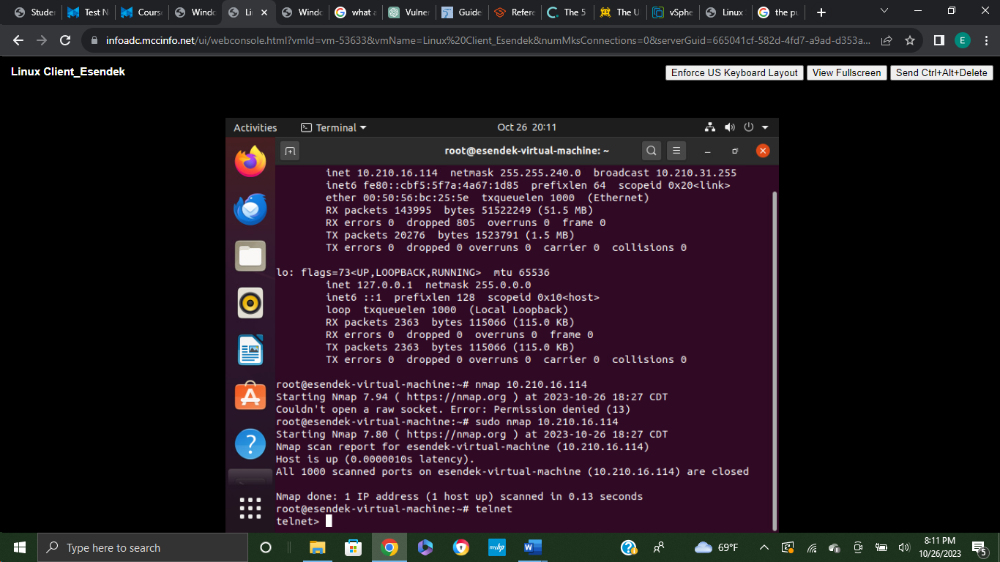 Studen
Test N
Course
Windo
Li
Windo
what a
Vulner
Guide
Refere
The 5
The U
vSphe
Linux
the pu
infoadc.mccinfo.net/ui/webconsole.html?vmId=vm-53633&vmName=Linux%20Client_Esendek&numMksConnections=0&serverGuid=665041cf-582d-4fd7-a9ad-d353a...
E
Linux Client_Esendek
Enforce US Keyboard Layout
View Fullscreen
Send Ctrl+Alt+Delete
Activities
Terminal
Oct 26 20:11
root@esendek-virtual-machine: ~
inet 10.210.16.114 netmask 255.255.240.0 broadcast 10.210.31.255
inet6 fe80::cbf5:5f7a:4a67:1d85 prefixlen 64 scopeid 0x20<link>
ether 00:50:56:bc:25:5e txqueuelen 1000 (Ethernet)
RX packets 143995 bytes 51522249 (51.5 MB)
RX errors 0 dropped 805 overruns 0 frame 0
TX packets 20276 bytes 1523791 (1.5 MB)
TX errors 0 dropped 0 overruns 0 carrier 0 collisions 0
lo: flags=73<UP,LOOPBACK,RUNNING> mtu 65536
inet 127.0.0.1 netmask 255.0.0.0
inet6 ::1 prefixlen 128 scopeid 0x10<host>
loop txqueuelen 1000 (Local Loopback)
RX packets 2363 bytes 115066 (115.0 KB)
RX errors 0 dropped 0 overruns 0 frame 0
TX packets 2363 bytes 115066 (115.0 KB)
TX errors 0 dropped 0 overruns 0 carrier 0 collisions 0
root@esendek-virtual-machine:~# nmap 10.210.16.114
Starting Nmap 7.94 ( https://nmap.org ) at 2023-10-26 18:27 CDT
Couldn't open a raw socket. Error: Permission denied (13)
root@esendek-virtual-machine:~# sudo nmap 10.210.16.114
Starting Nmap 7.80 ( https://nmap.org ) at 2023-10-26 18:27 CDT
Nmap scan report for esendek-virtual-machine (10.210.16.114)
Host is up (0.0000010s latency).
All 1000 scanned ports on esendek-virtual-machine (10.210.16.114) are closed
Nmap done: 1 IP address (1 host up) scanned in 0.13 seconds
root@esendek-virtual-machine:~# telnet
telnet>
Type here to search
myhp
69°F
8:11 PM
10/26/2023
5